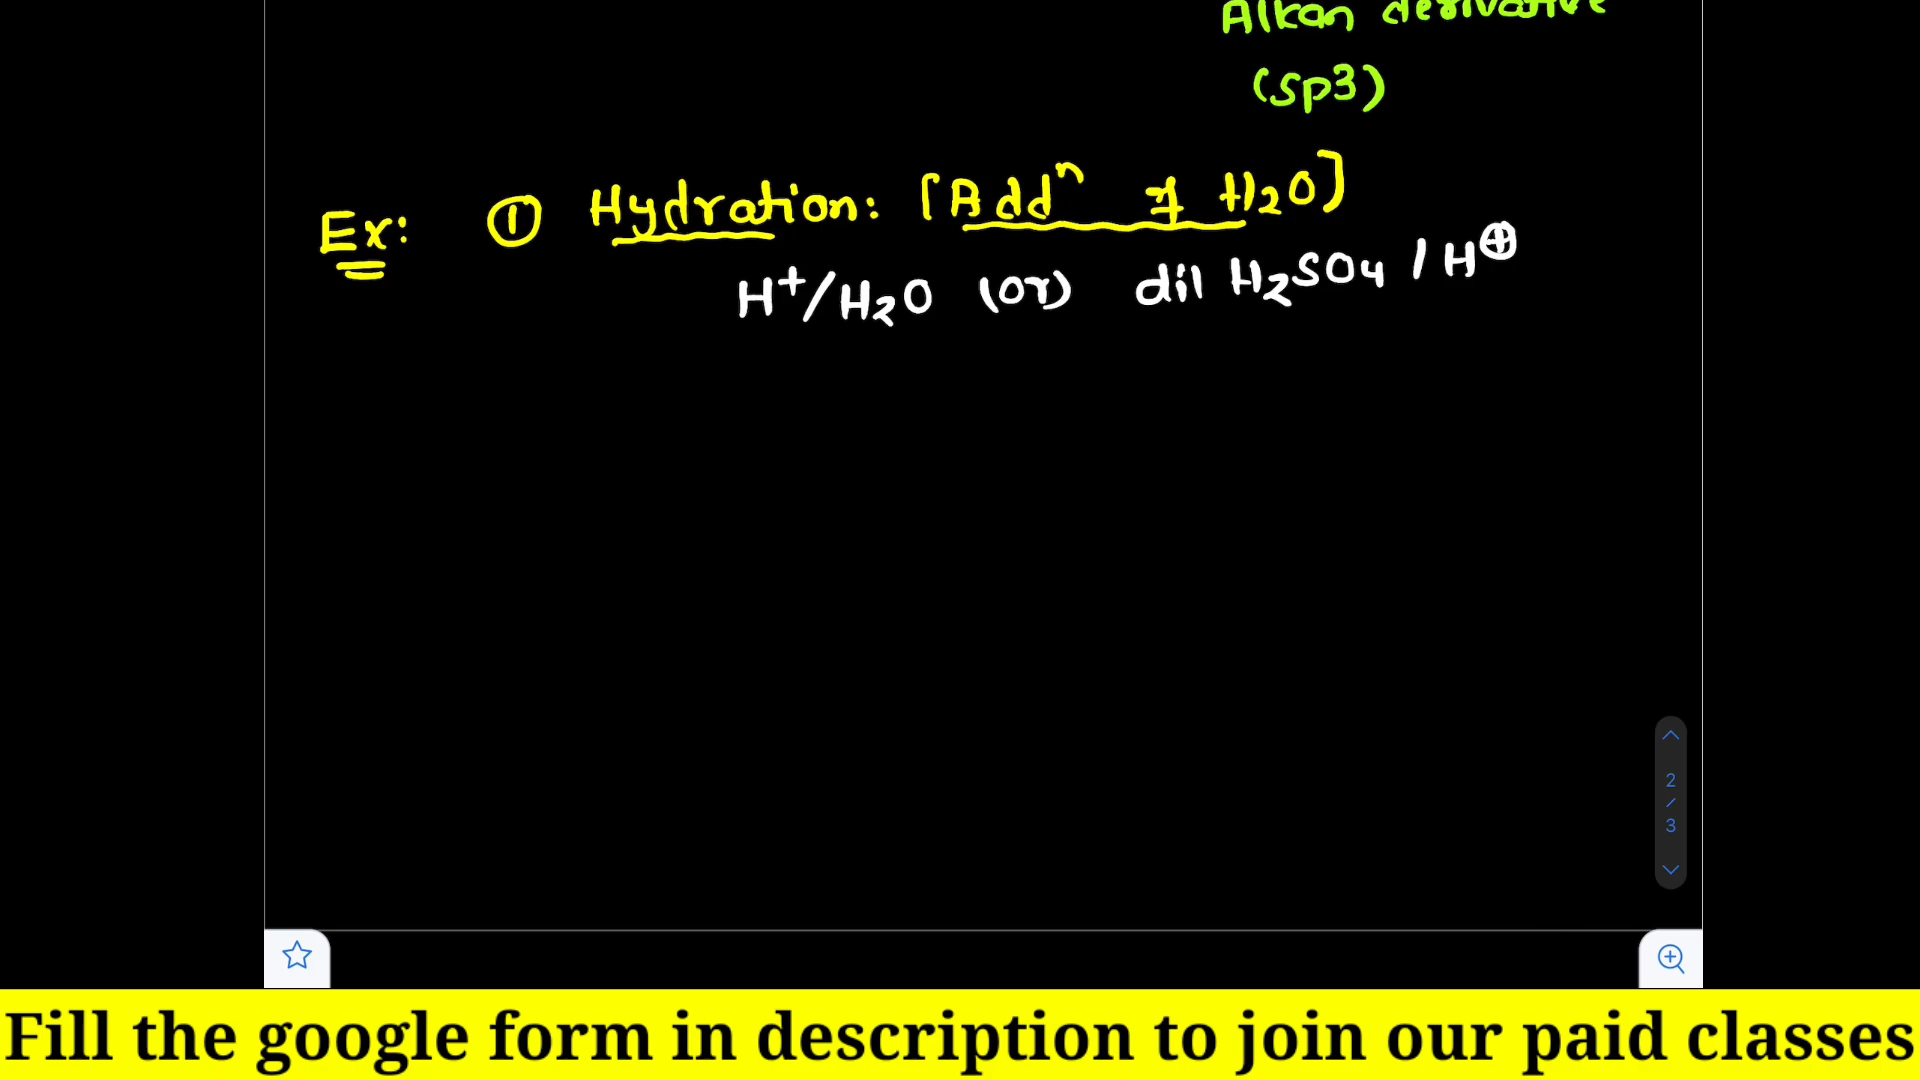 Alkan derivative
(sp3)
Ex: ① Hydration: [Addⁿ of H₂O]
H⁺/H₂O (or) dil H₂SO₄ / H⊕
2
/
3
Fill the google form in description to join our paid classes